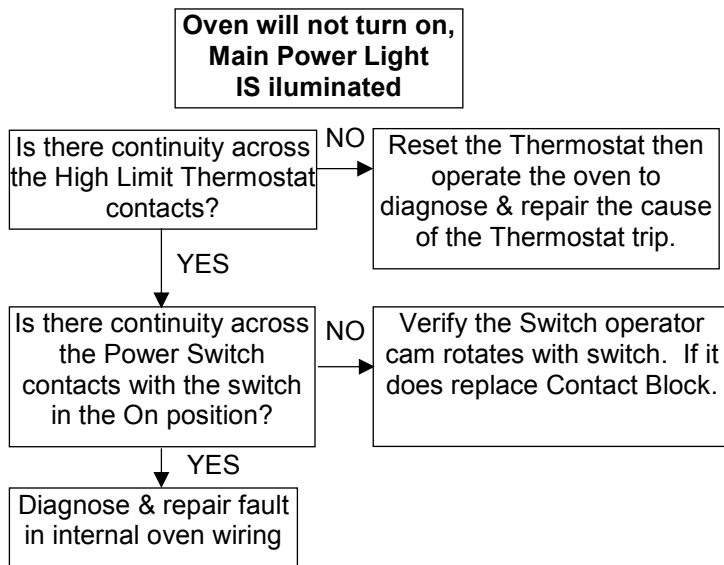 Oven will not turn on,
Main Power Light
IS iluminated
Is there continuity across
the High Limit Thermostat
contacts?
NO
Reset the Thermostat then
operate the oven to
diagnose & repair the cause
of the Thermostat trip.
YES
Is there continuity across
the Power Switch
contacts with the switch
in the On position?
NO
Verify the Switch operator
cam rotates with switch.  If it
does replace Contact Block.
YES
Diagnose & repair fault
in internal oven wiring